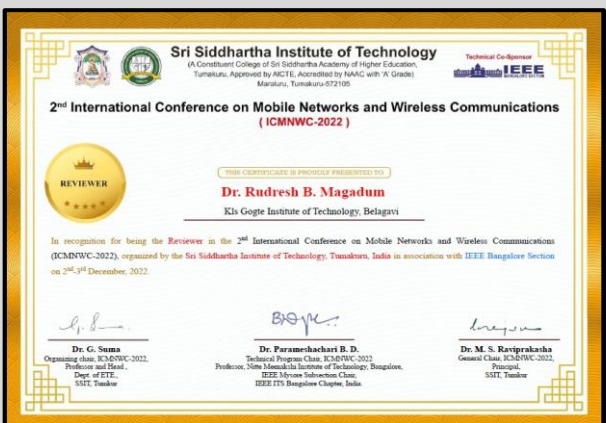 Sri Siddhartha Institute of Technology
(A Constituent College of Sri Siddhartha Academy of Higher Education,
Tumakuru, Approved by AICTE, Accredited by NAAC with 'A' Grade)
Maraluru, Tumakuru-572105
Technical Co-Sponsor
IEEE
BANGALORE SECTION
2nd International Conference on Mobile Networks and Wireless Communications
( ICMNWC-2022 )
REVIEWER
THIS CERTIFICATE IS PROUDLY PRESENTED TO
Dr. Rudresh B. Magadum
Kls Gogte Institute of Technology, Belagavi
In recognition for being the Reviewer in the 2nd International Conference on Mobile Networks and Wireless Communications
(ICMNWC-2022), organized by the Sri Siddhartha Institute of Technology, Tumakuru, India in association with IEEE Bangalore Section
on 2nd-3rd December, 2022.
Dr. G. Suma
Organizing chair, ICMNWC-2022,
Professor and Head ,
Dept. of ETE.,
SSIT, Tumkur
Dr. Parameshachari B. D.
Technical Program Chair, ICMNWC-2022
Professor, Nitte Meenakshi Institute of Technology, Bangalore,
IEEE Mysore Subsection Chair,
IEEE ITS Bangalore Chapter, India.
Dr. M. S. Raviprakasha
General Chair, ICMNWC-2022,
Principal,
SSIT, Tumkur